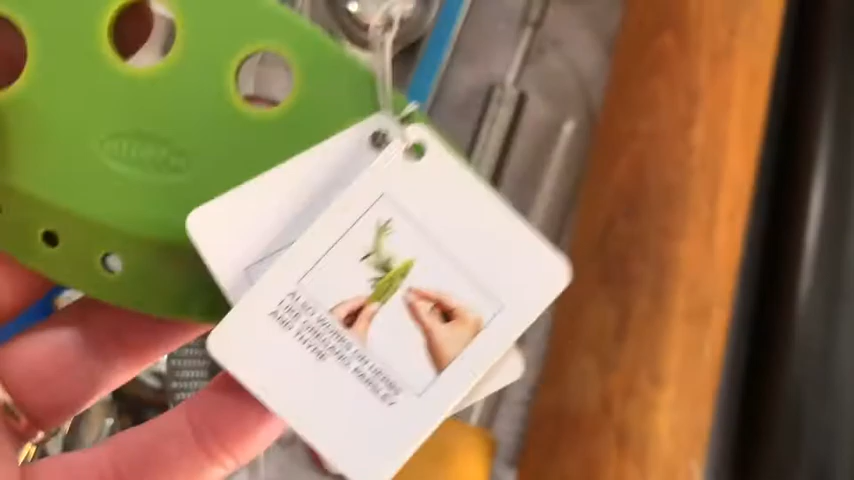 ALSO WORKS ON HERBS
LIKE OREGANO, PARSLEY
AND THYME